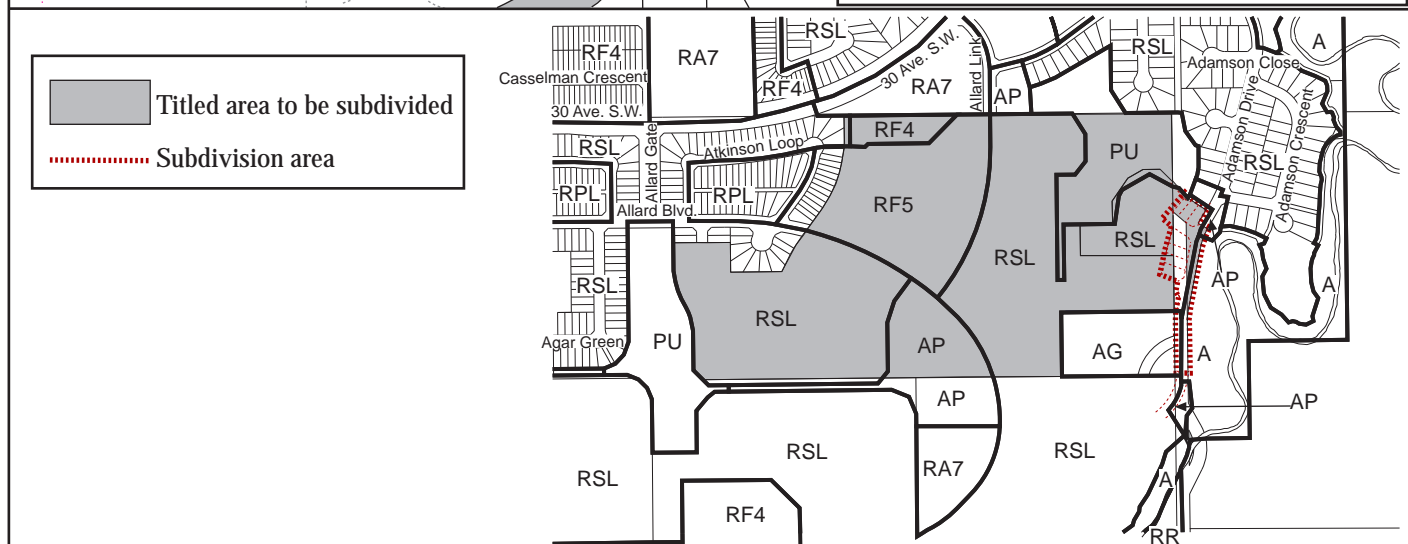 Titled area to be subdivided
Subdivision area
RSL
RF4
RA7
RSL
A
Casselman Crescent
30 Ave. S.W.
Allard Link
Adamson Close
RF4
RA7
AP
30 Ave. S.W.
Adamson Drive
Adamson Crescent
RF4
RSL
Allard Gate
Atkinson Loop
PU
RSL
RPL
RPL
RF5
Allard Blvd.
RSL
RSL
RSL
AP
A
RSL
PU
Agar Green
AP
AG
A
AP
AP
RSL
RSL
RSL
RA7
A
RF4
RR